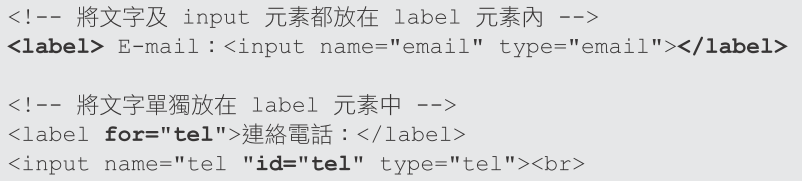 <!-- 將文字及 input 元素都放在 label 元素內 -->
<label> E-mail：<input name="email" type="email"></label>
<!-- 將文字單獨放在 label 元素中 -->
<label for="tel">連絡電話：</label>
<input name="tel "id="tel" type="tel"><br>